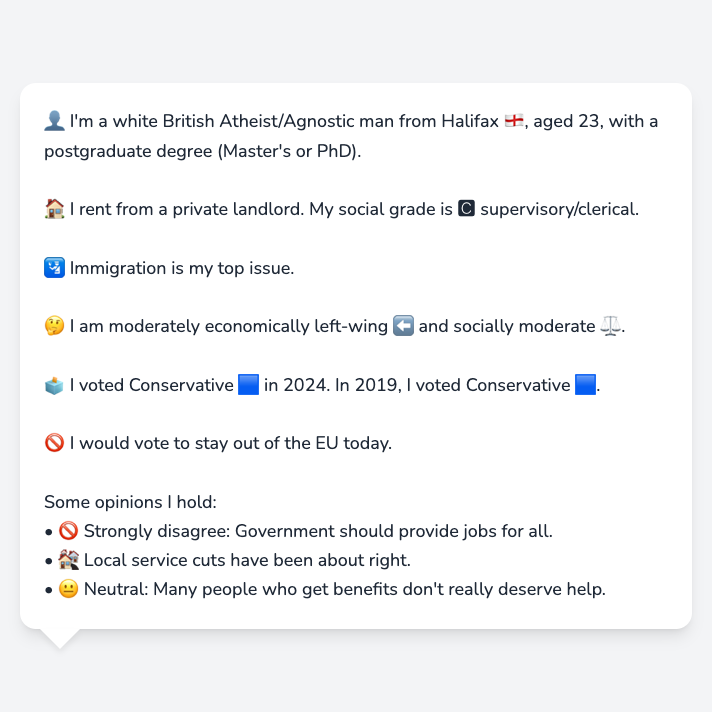 👤 I'm a white British Atheist/Agnostic man from Halifax 🏴󠁧󠁢󠁥󠁮󠁧󠁿, aged 23, with a
postgraduate degree (Master's or PhD).
🏠 I rent from a private landlord. My social grade is 🅲 supervisory/clerical.
🛂 Immigration is my top issue.
🤔 I am moderately economically left-wing ⬅️ and socially moderate ⚖️.
🗳️ I voted Conservative 🟦 in 2024. In 2019, I voted Conservative 🟦.
🚫 I would vote to stay out of the EU today.
Some opinions I hold:
• 🚫 Strongly disagree: Government should provide jobs for all.
• 🏚️ Local service cuts have been about right.
• 😐 Neutral: Many people who get benefits don't really deserve help.